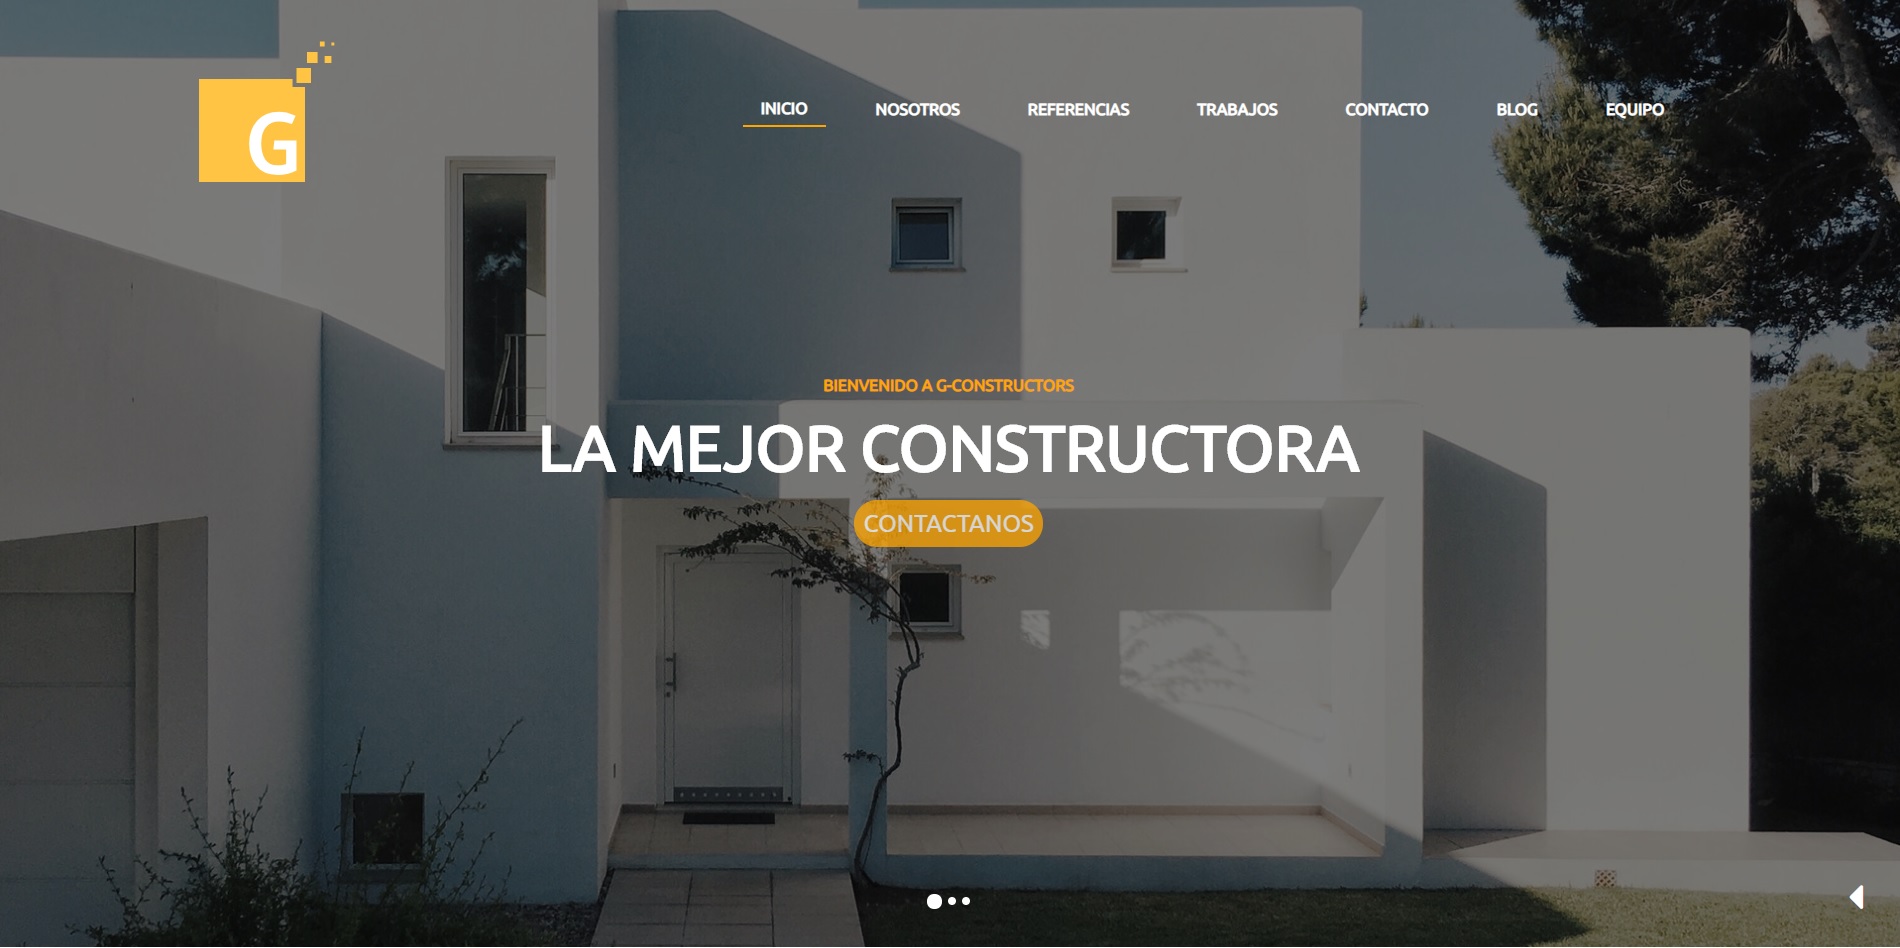 G
INICIO NOSOTROS REFERENCIAS TRABAJOS CONTACTO BLOG EQUIPO
BIENVENIDO A G-CONSTRUCTORS
LA MEJOR CONSTRUCTORA
CONTACTANOS